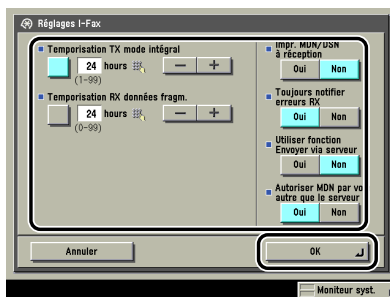 Réglages I-Fax
Temporisation TX mode intégral
24 hours
(1-99)
Temporisation RX données fragm.
24 hours
(0-99)
Impr. MDN/DSN
à réception
Oui Non
Toujours notifier
erreurs RX
Oui Non
Utiliser fonction
Envoyer via serveur
Oui Non
Autoriser MDN par vo
autre que le serveur
Oui Non
Annuler
OK
Moniteur syst.